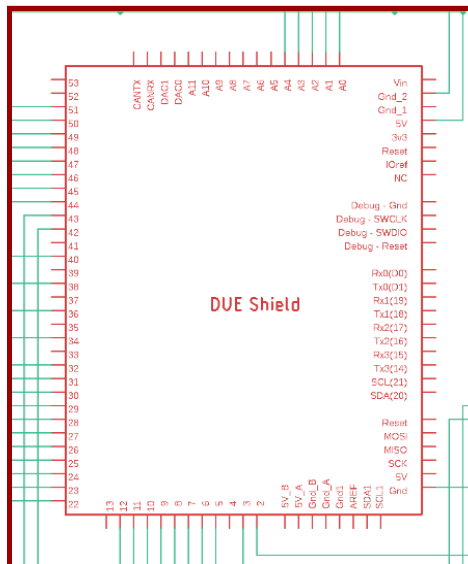 CANTX
CANRX
DAC1
DAC0
A11
A10
A9
A8
A7
A6
A5
A4
A3
A2
A1
A0
53
52
51
50
49
48
47
46
45
44
43
42
41
40
39
38
37
36
35
34
33
32
31
30
29
28
27
26
25
24
23
22
DUE Shield
Vin
Gnd_2
Gnd_1
5V
3v3
Reset
IOref
NC
Debug - Gnd
Debug - SWCLK
Debug - SWDIO
Debug - Reset
Rx0(D0)
Tx0(D1)
Rx1(19)
Tx1(18)
Rx2(17)
Tx2(16)
Rx3(15)
Tx3(14)
SCL(21)
SDA(20)
Reset
MOSI
MISO
SCK
5V
Gnd
13
12
11
10
9
8
7
6
5
4
3
2
5V_B
5V_A
Gnd_B
Gnd_A
Gnd1
AREF
SDA1
SCL1